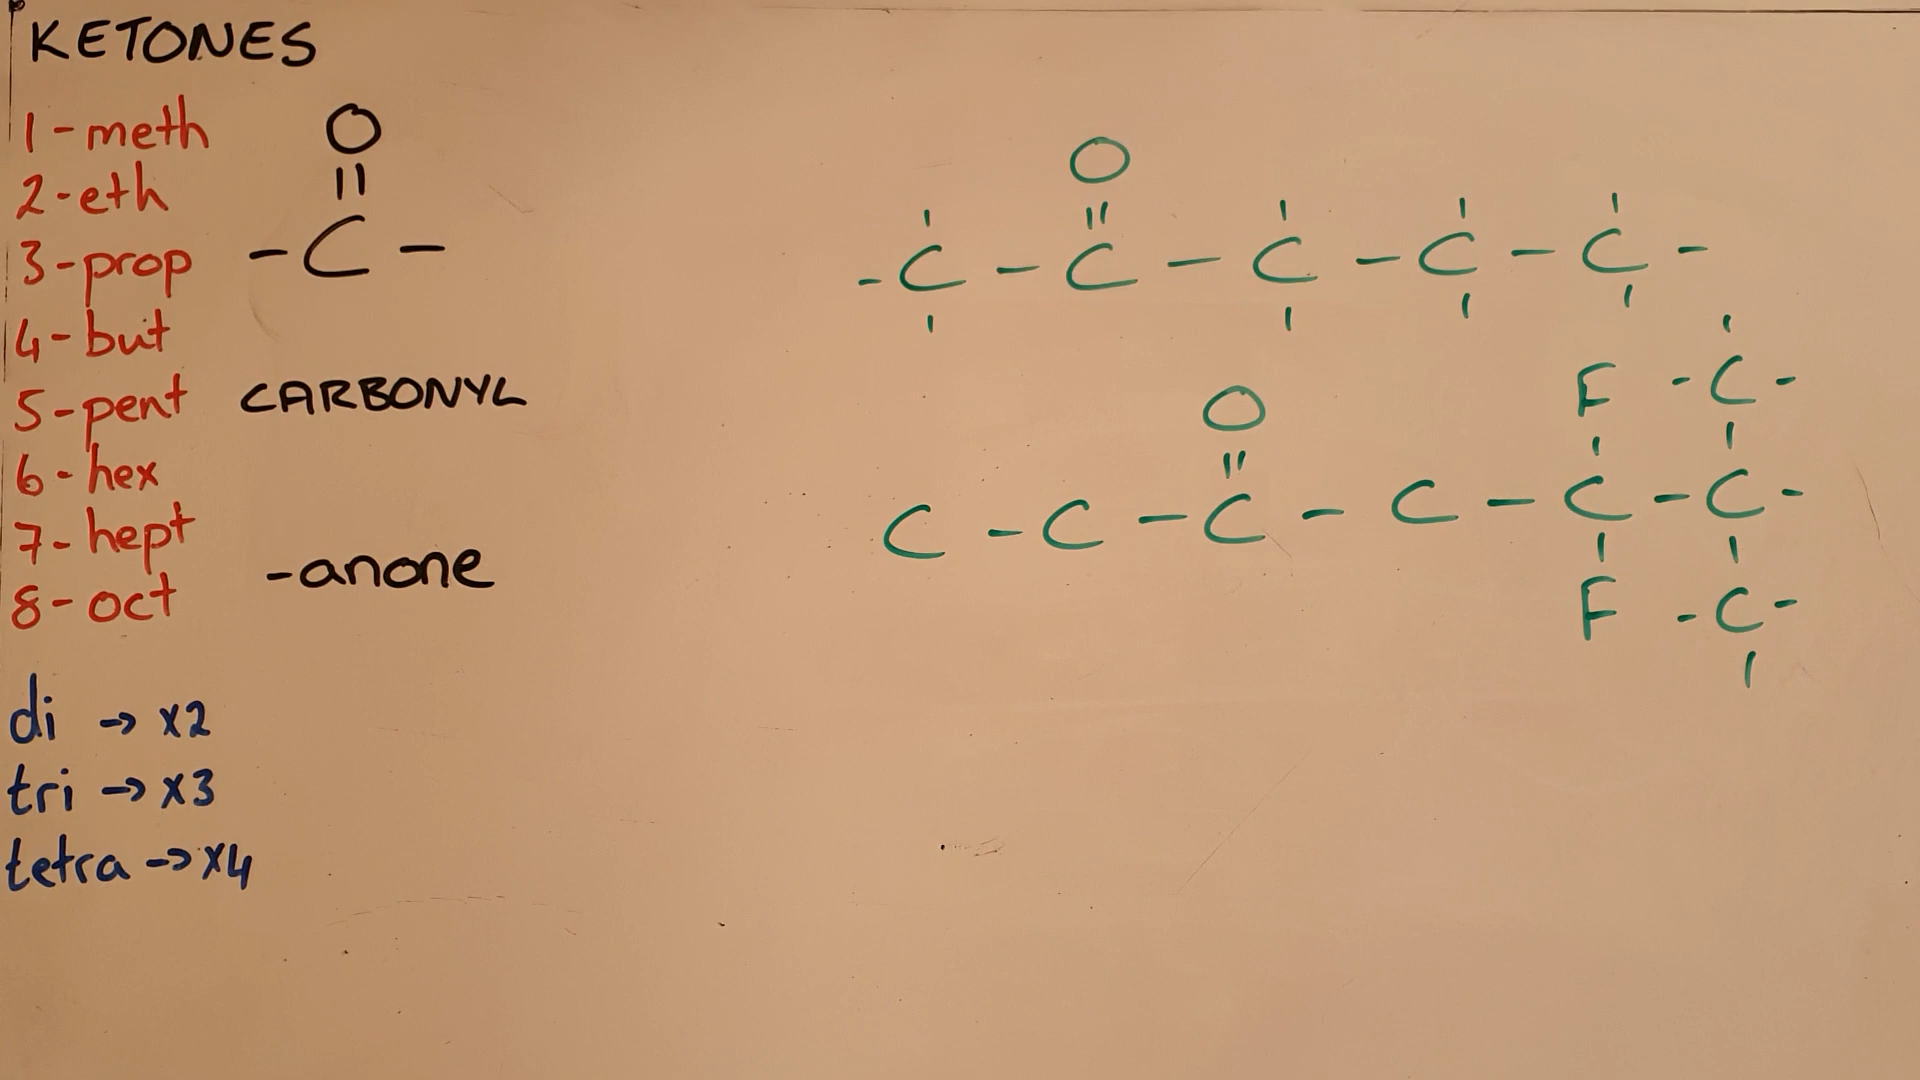 KETONES
1 - meth
2 - eth
3 - prop
4 - but
5 - pent
6 - hex
7 - hept
8 - oct
di → x2
tri → x3
tetra → x4
O
||
- C -
CARBONYL
-anone
O
||
- C - C - C - C - C -
O
||
F - C -
C - C - C - C - C - C -
F - C -